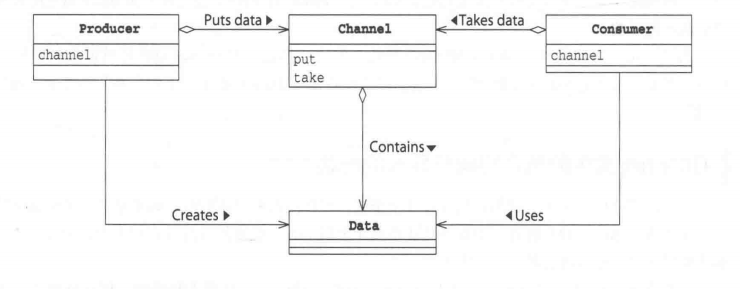 Producer
channel
Puts data ▶
Channel
put
take
◀Takes data
Consumer
channel
Contains▼
Creates ▶
Data
◀Uses